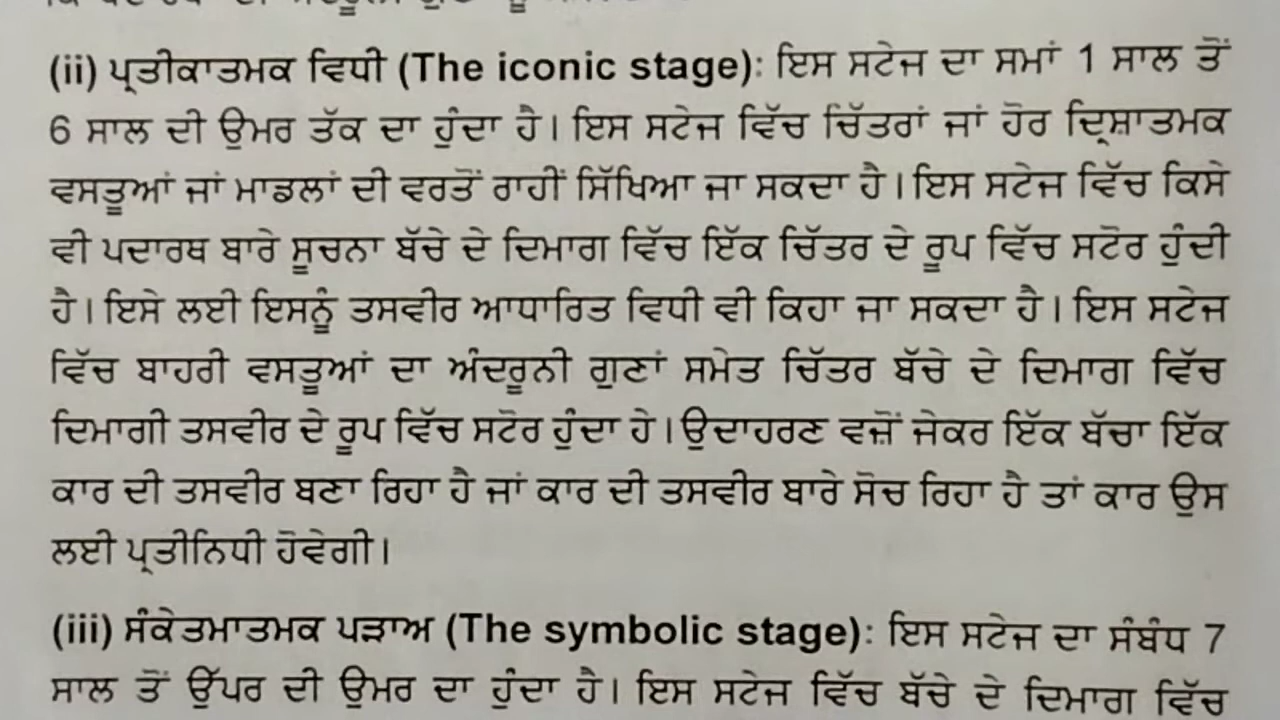 (ii) ਪ੍ਰਤੀਕਾਤਮਕ ਵਿਧੀ (The iconic stage): ਇਸ ਸਟੇਜ ਦਾ ਸਮਾਂ 1 ਸਾਲ ਤੋਂ
6 ਸਾਲ ਦੀ ਉਮਰ ਤੱਕ ਦਾ ਹੁੰਦਾ ਹੈ। ਇਸ ਸਟੇਜ ਵਿੱਚ ਚਿੱਤਰਾਂ ਜਾਂ ਹੋਰ ਦ੍ਰਿਸ਼ਾਤਮਕ
ਵਸਤੂਆਂ ਜਾਂ ਮਾਡਲਾਂ ਦੀ ਵਰਤੋਂ ਰਾਹੀਂ ਸਿੱਖਿਆ ਜਾ ਸਕਦਾ ਹੈ। ਇਸ ਸਟੇਜ ਵਿੱਚ ਕਿਸੇ
ਵੀ ਪਦਾਰਥ ਬਾਰੇ ਸੂਚਨਾ ਬੱਚੇ ਦੇ ਦਿਮਾਗ ਵਿੱਚ ਇੱਕ ਚਿੱਤਰ ਦੇ ਰੂਪ ਵਿੱਚ ਸਟੋਰ ਹੁੰਦੀ
ਹੈ। ਇਸੇ ਲਈ ਇਸਨੂੰ ਤਸਵੀਰ ਆਧਾਰਿਤ ਵਿਧੀ ਵੀ ਕਿਹਾ ਜਾ ਸਕਦਾ ਹੈ। ਇਸ ਸਟੇਜ
ਵਿੱਚ ਬਾਹਰੀ ਵਸਤੂਆਂ ਦਾ ਅੰਦਰੂਨੀ ਗੁਣਾਂ ਸਮੇਤ ਚਿੱਤਰ ਬੱਚੇ ਦੇ ਦਿਮਾਗ ਵਿੱਚ
ਦਿਮਾਗੀ ਤਸਵੀਰ ਦੇ ਰੂਪ ਵਿੱਚ ਸਟੋਰ ਹੁੰਦਾ ਹੇ। ਉਦਾਹਰਣ ਵਜ਼ੋਂ ਜੇਕਰ ਇੱਕ ਬੱਚਾ ਇੱਕ
ਕਾਰ ਦੀ ਤਸਵੀਰ ਬਣਾ ਰਿਹਾ ਹੈ ਜਾਂ ਕਾਰ ਦੀ ਤਸਵੀਰ ਬਾਰੇ ਸੋਚ ਰਿਹਾ ਹੈ ਤਾਂ ਕਾਰ ਉਸ
ਲਈ ਪ੍ਰਤੀਨਿਧੀ ਹੋਵੇਗੀ।
(iii) ਸੰਕੇਤਮਾਤਮਕ ਪੜਾਅ (The symbolic stage): ਇਸ ਸਟੇਜ ਦਾ ਸੰਬੰਧ 7
ਸਾਲ ਤੋਂ ਉੱਪਰ ਦੀ ਉਮਰ ਦਾ ਹੁੰਦਾ ਹੈ। ਇਸ ਸਟੇਜ ਵਿੱਚ ਬੱਚੇ ਦੇ ਦਿਮਾਗ ਵਿੱਚ